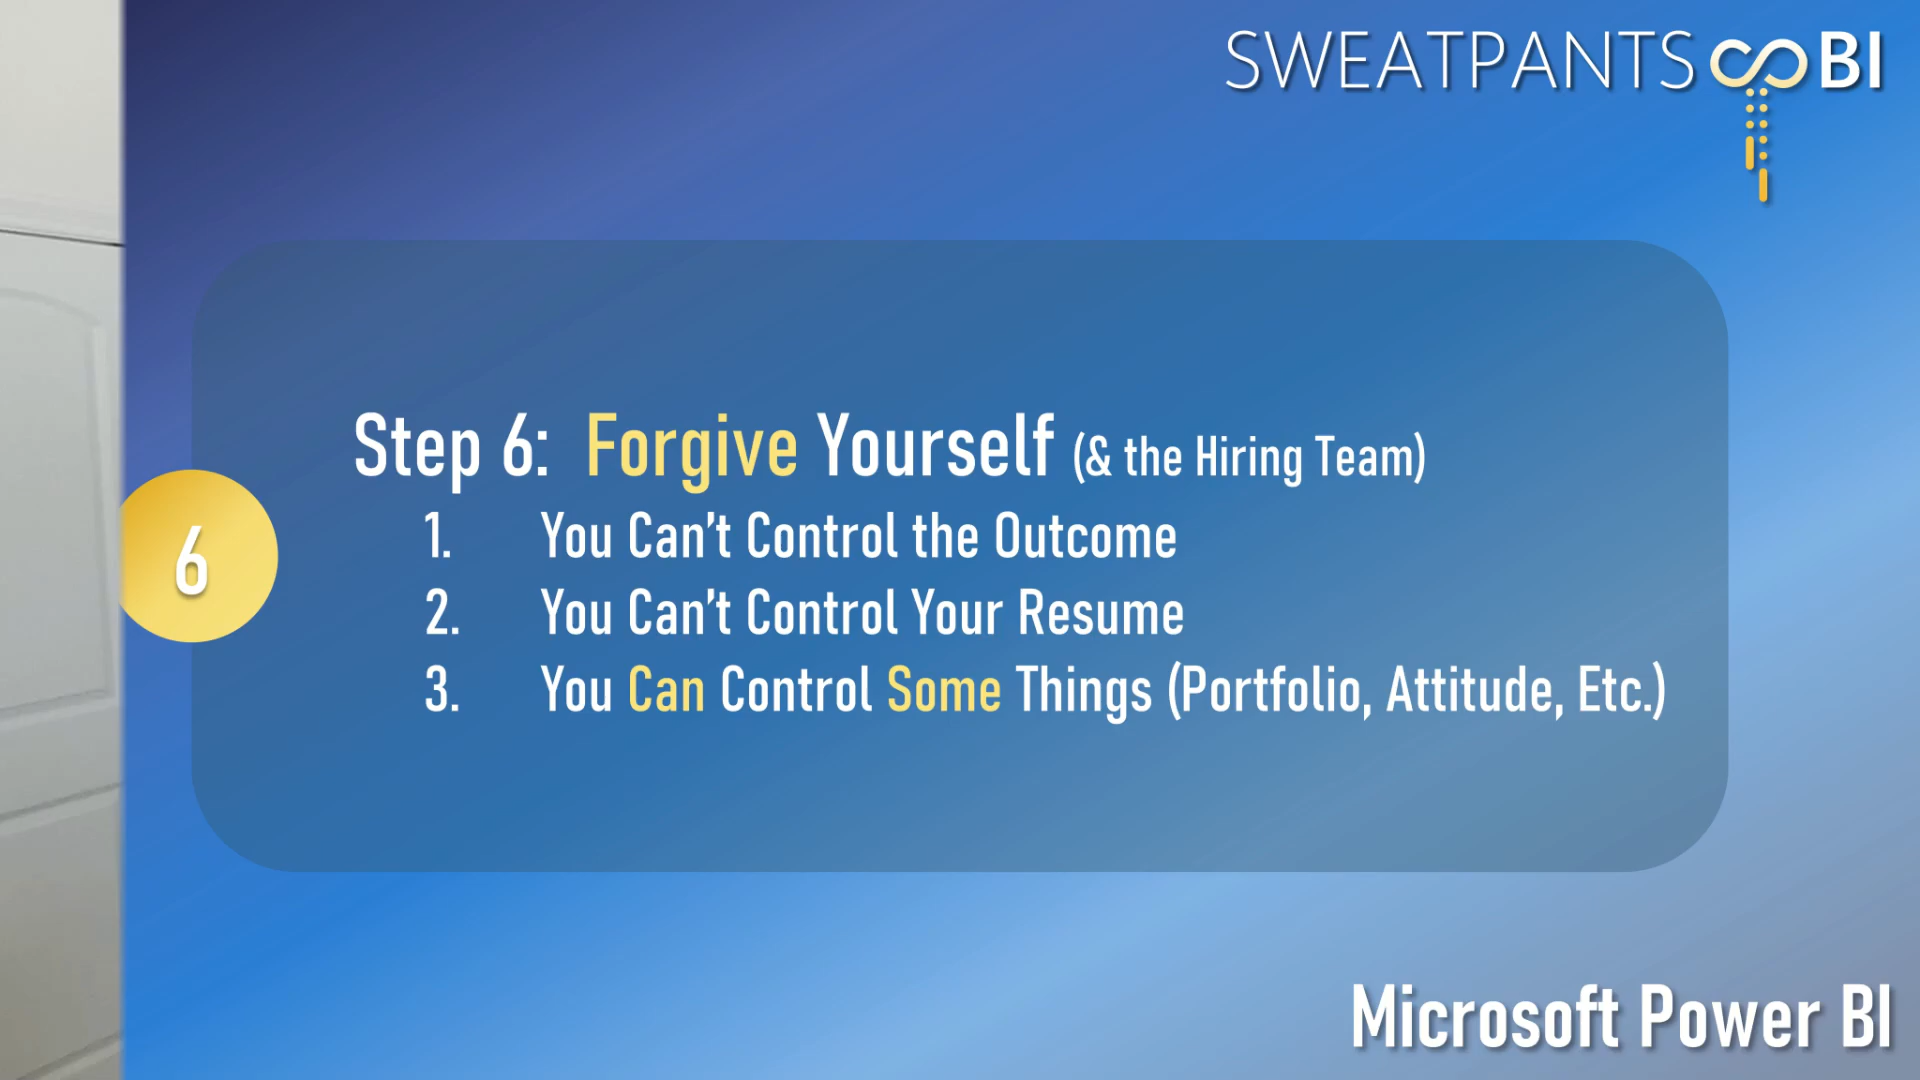 SWEATPANTS BI
Step 6: Forgive Yourself (& the Hiring Team)
1. You Can't Control the Outcome
2. You Can't Control Your Resume
3. You Can Control Some Things (Portfolio, Attitude, Etc.)
6
Microsoft Power BI